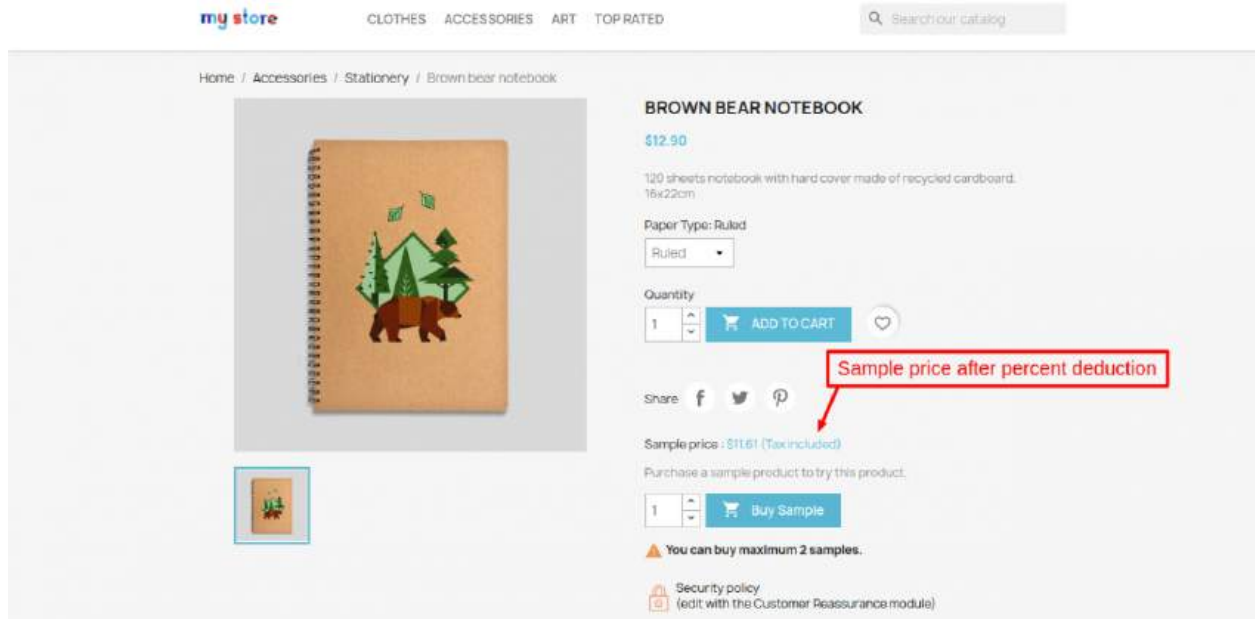 my store
CLOTHES ACCESSORIES ART TOP RATED
Search our catalog
Home / Accessories / Stationery / Brown bear notebook
BROWN BEAR NOTEBOOK
$12.90
120 sheets notebook with hard cover made of recycled cardboard.
16x22cm
Paper Type: Ruled
Ruled
Quantity
1
ADD TO CART
Sample price after percent deduction
Share
Sample price : $11.61 (Tax included)
Purchase a sample product to try this product.
1
Buy Sample
You can buy maximum 2 samples.
Security policy
(edit with the Customer Reassurance module)